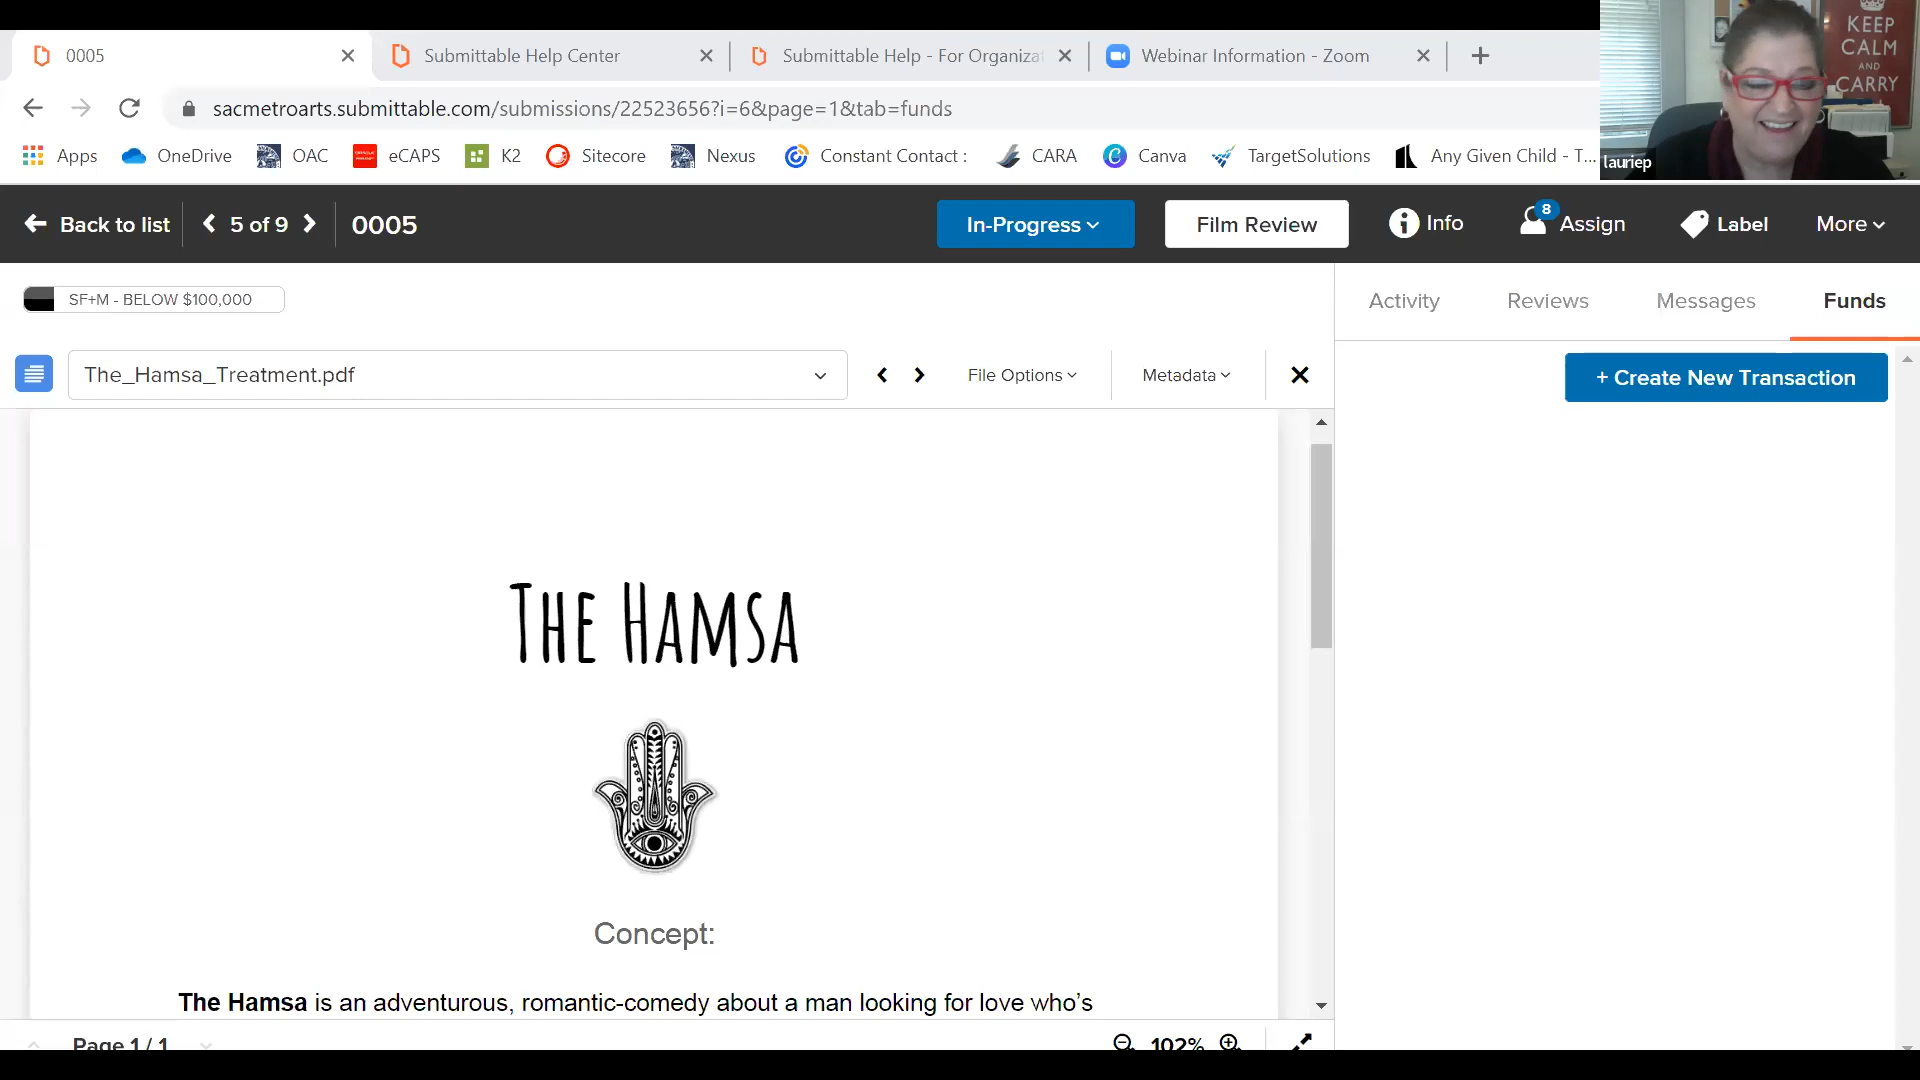 0005
Submittable Help Center
Submittable Help - For Organiza
Webinar Information - Zoom
KEEP
CALM
AND
CARRY
lauriep
sacmetroarts.submittable.com/submissions/22523656?i=6&page=1&tab=funds
Apps OneDrive OAC eCAPS K2 Sitecore Nexus Constant Contact : CARA Canva TargetSolutions Any Given Child - T...
Back to list 5 of 9 0005 In-Progress Film Review Info 8 Assign Label More
SF+M - BELOW $100,000
Activity Reviews Messages Funds
The_Hamsa_Treatment.pdf File Options Metadata
+ Create New Transaction
The Hamsa
Concept:
The Hamsa is an adventurous, romantic-comedy about a man looking for love who's
Page 1 / 1 102%